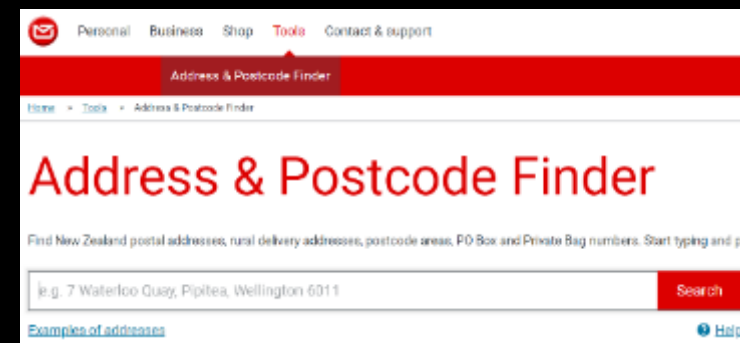 Personal Business Shop Tools Contact & support
Address & Postcode Finder
Home Tools Address & Postcode Finder
Address & Postcode Finder
Find New Zealand postal addresses, rural delivery addresses, postcode areas, PO Box and Private Bag numbers. Start typing and p
e.g. 7 Waterloo Quay, Pipitea, Wellington 6011 Search
Examples of addresses Help